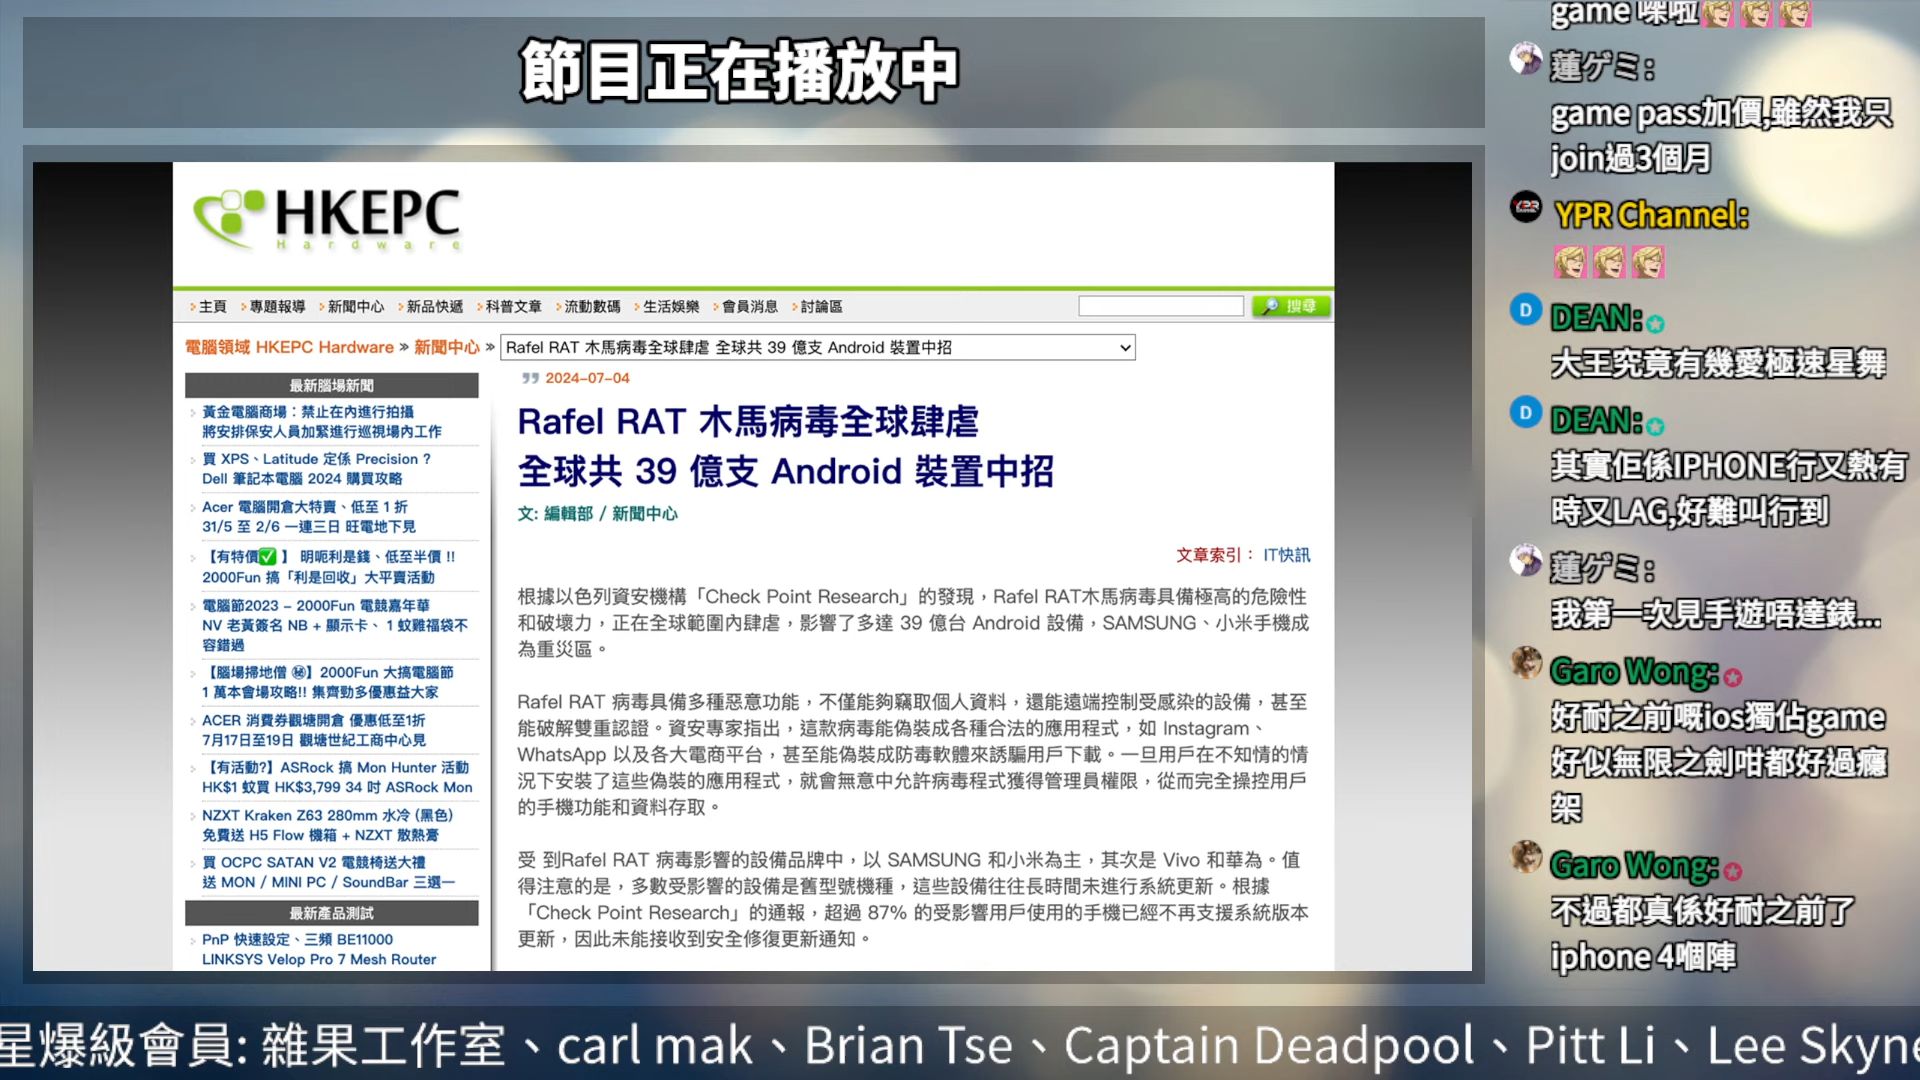 節目正在播放中
HKEPC
Hardware
主頁 專題報導 新聞中心 新品快遞 科普文章 流動數碼 生活娛樂 會員消息 討論區 搜尋
電腦領域 HKEPC Hardware » 新聞中心 » Rafel RAT 木馬病毒全球肆虐 全球共 39 億支 Android 裝置中招
最新腦場新聞
黃金電腦商場：禁止在內進行拍攝
將安排保安人員加緊進行巡視場內工作
買 XPS、Latitude 定係 Precision ?
Dell 筆記本電腦 2024 購買攻略
Acer 電腦開倉大特賣、低至 1 折
31/5 至 2/6 一連三日 旺電地下見
【有特價✅ 】 明呃利是錢、低至半價 !!
2000Fun 搞「利是回收」大平賣活動
電腦節2023 – 2000Fun 電競嘉年華
NV 老黃簽名 NB + 顯示卡、 1 蚊雞福袋不
容錯過
【腦場掃地僧 ㊙】2000Fun 大搞電腦節
1 萬本會場攻略!! 集齊勁多優惠益大家
ACER 消費券觀塘開倉 優惠低至1折
7月17日至19日 觀塘世紀工商中心見
【有活動?】ASRock 搞 Mon Hunter 活動
HK$1 蚊買 HK$3,799 34 吋 ASRock Mon
NZXT Kraken Z63 280mm 水冷 (黑色)
免費送 H5 Flow 機箱 + NZXT 散熱膏
買 OCPC SATAN V2 電競椅送大禮
送 MON / MINI PC / SoundBar 三選一
最新產品測試
PnP 快速設定、三頻 BE11000
LINKSYS Velop Pro 7 Mesh Router
2024-07-04
Rafel RAT 木馬病毒全球肆虐
全球共 39 億支 Android 裝置中招
文: 編輯部 / 新聞中心
文章索引： IT快訊
根據以色列資安機構「Check Point Research」的發現，Rafel RAT木馬病毒具備極高的危險性
和破壞力，正在全球範圍內肆虐，影響了多達 39 億台 Android 設備，SAMSUNG、小米手機成
為重災區。
Rafel RAT 病毒具備多種惡意功能，不僅能夠竊取個人資料，還能遠端控制受感染的設備，甚至
能破解雙重認證。資安專家指出，這款病毒能偽裝成各種合法的應用程式，如 Instagram、
WhatsApp 以及各大電商平台，甚至能偽裝成防毒軟體來誘騙用戶下載。一旦用戶在不知情的情
況下安裝了這些偽裝的應用程式，就會無意中允許病毒程式獲得管理員權限，從而完全操控用戶
的手機功能和資料存取。
受 到Rafel RAT 病毒影響的設備品牌中，以 SAMSUNG 和小米為主，其次是 Vivo 和華為。值
得注意的是，多數受影響的設備是舊型號機種，這些設備往往長時間未進行系統更新。根據
「Check Point Research」的通報，超過 87% 的受影響用戶使用的手機已經不再支援系統版本
更新，因此未能接收到安全修復更新通知。
game 㗎啦
蓮ゲミ:
game pass加價,雖然我只
join過3個月
YPR Channel:
DEAN:
大王究竟有幾愛極速星舞
DEAN:
其實佢係IPHONE行又熱有
時又LAG,好難叫行到
蓮ゲミ:
我第一次見手遊唔達錶...
Garo Wong:
好耐之前嘅ios獨佔game
好似無限之劍咁都好過癮
架
Garo Wong:
不過都真係好耐之前了
iphone 4嗰陣
星爆級會員: 雜果工作室、carl mak、Brian Tse、Captain Deadpool、Pitt Li、Lee Skyne